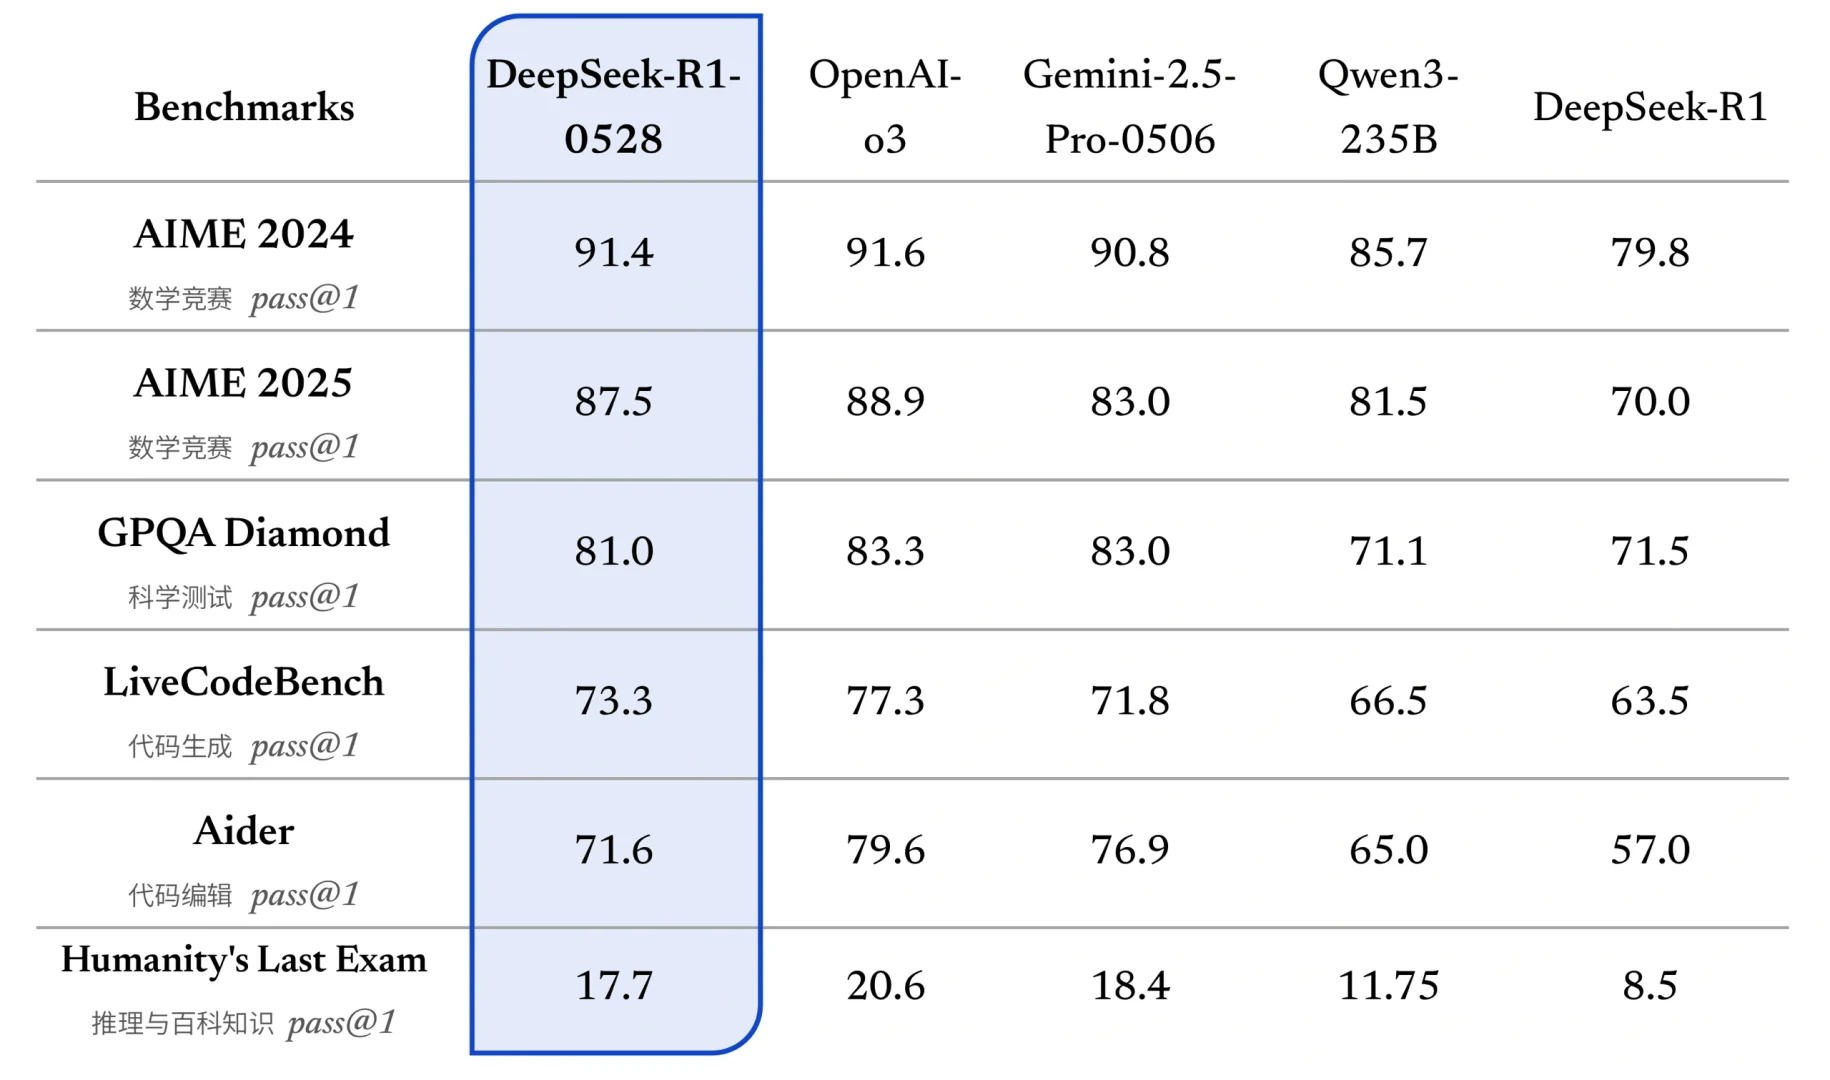 Benchmarks
DeepSeek-R1-
0528
OpenAI-
o3
Gemini-2.5-
Pro-0506
Qwen3-
235B
DeepSeek-R1
AIME 2024
数学竞赛 pass@1
91.4
91.6
90.8
85.7
79.8
AIME 2025
数学竞赛 pass@1
87.5
88.9
83.0
81.5
70.0
GPQA Diamond
科学测试 pass@1
81.0
83.3
83.0
71.1
71.5
LiveCodeBench
代码生成 pass@1
73.3
77.3
71.8
66.5
63.5
Aider
代码编辑 pass@1
71.6
79.6
76.9
65.0
57.0
Humanity's Last Exam
推理与百科知识 pass@1
17.7
20.6
18.4
11.75
8.5